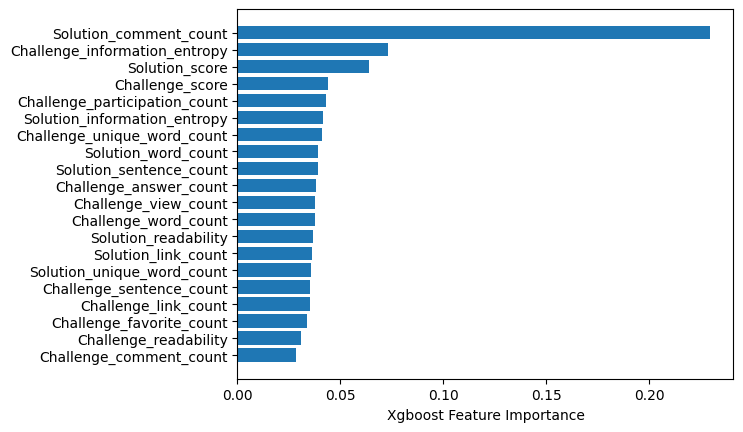 Solution_comment_count
Challenge_information_entropy
Solution_score
Challenge_score
Challenge_participation_count
Solution_information_entropy
Challenge_unique_word_count
Solution_word_count
Solution_sentence_count
Challenge_answer_count
Challenge_view_count
Challenge_word_count
Solution_readability
Solution_link_count
Solution_unique_word_count
Challenge_sentence_count
Challenge_link_count
Challenge_favorite_count
Challenge_readability
Challenge_comment_count
0.00 0.05 0.10 0.15 0.20
Xgboost Feature Importance